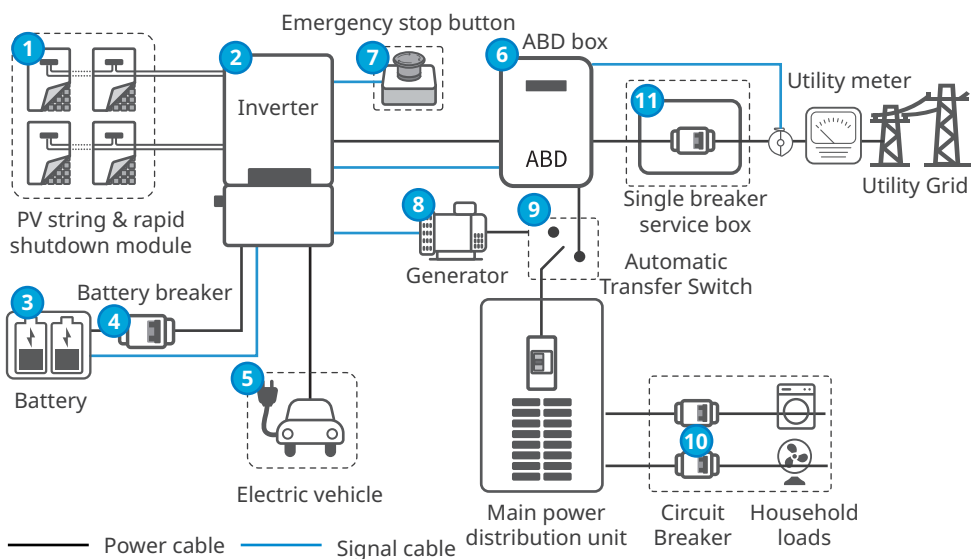 Emergency stop button
1
2
7
6
ABD box
11
Utility meter
Inverter
ABD
PV string & rapid
shutdown module
Single breaker
service box
Utility Grid
8
9
Generator
Automatic
Transfer Switch
Battery breaker
3
4
Battery
5
Electric vehicle
10
Main power
distribution unit
Circuit
Breaker
Household
loads
Power cable
Signal cable